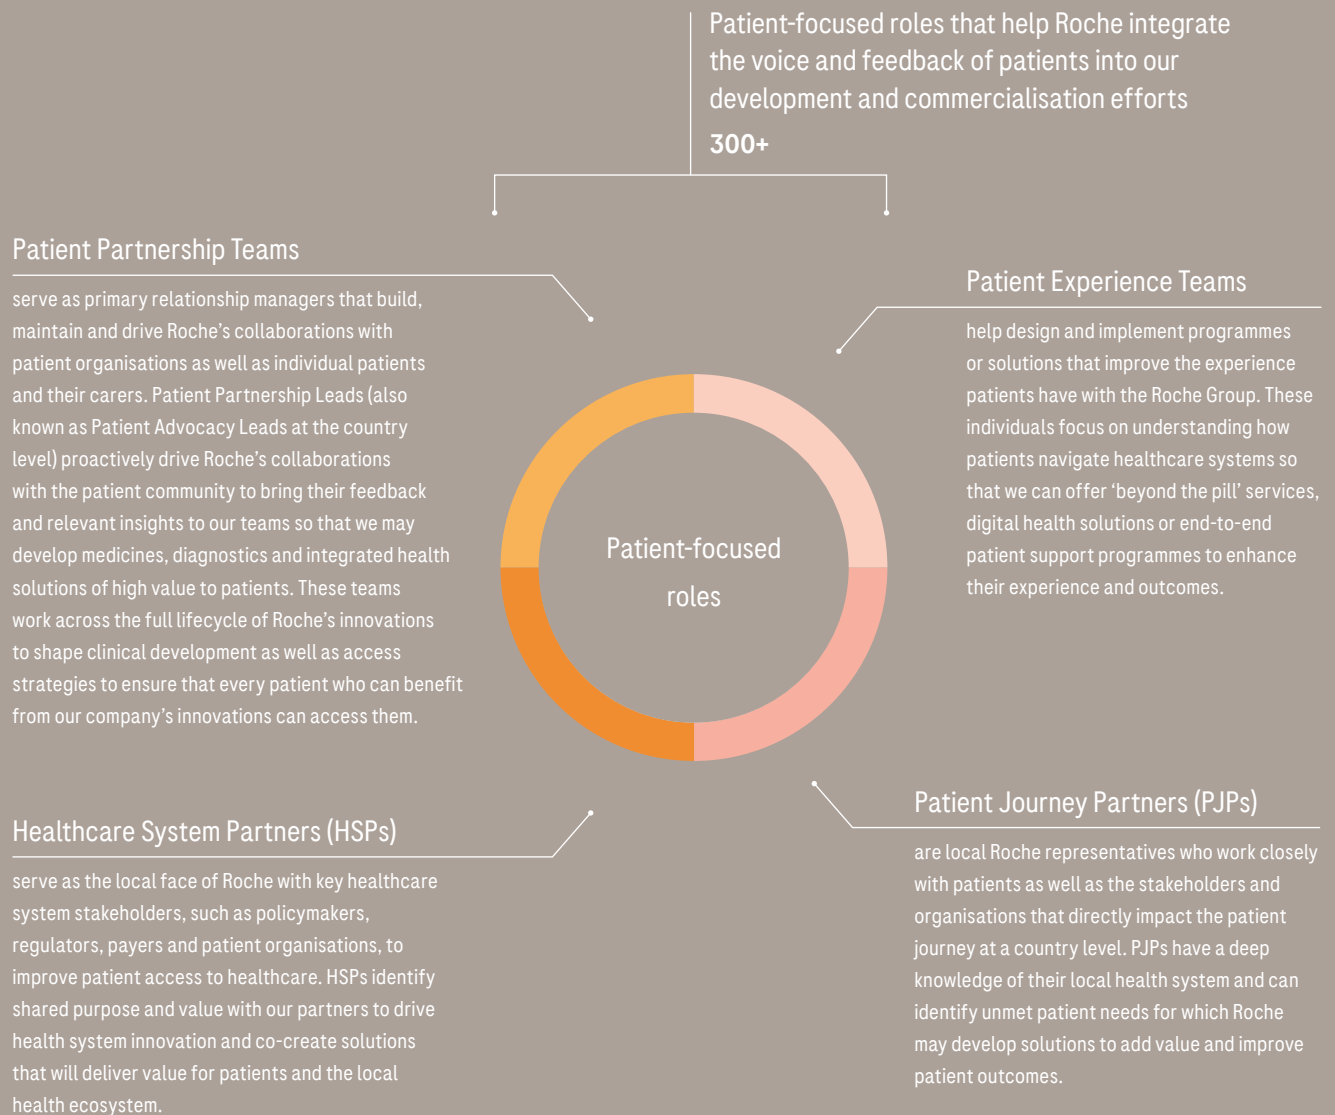 Patient-focused roles that help Roche integrate
the voice and feedback of patients into our
development and commercialisation efforts
300+
Patient Partnership Teams
serve as primary relationship managers that build,
maintain and drive Roche’s collaborations with
patient organisations as well as individual patients
and their carers. Patient Partnership Leads (also
known as Patient Advocacy Leads at the country
level) proactively drive Roche’s collaborations
with the patient community to bring their feedback
and relevant insights to our teams so that we may
develop medicines, diagnostics and integrated health
solutions of high value to patients. These teams
work across the full lifecycle of Roche’s innovations
to shape clinical development as well as access
strategies to ensure that every patient who can benefit
from our company’s innovations can access them.
Patient Experience Teams
help design and implement programmes
or solutions that improve the experience
patients have with the Roche Group. These
individuals focus on understanding how
patients navigate healthcare systems so
that we can offer ‘beyond the pill’ services,
digital health solutions or end-to-end
patient support programmes to enhance
their experience and outcomes.
Patient-focused
roles
Healthcare System Partners (HSPs)
serve as the local face of Roche with key healthcare
system stakeholders, such as policymakers,
regulators, payers and patient organisations, to
improve patient access to healthcare. HSPs identify
shared purpose and value with our partners to drive
health system innovation and co-create solutions
that will deliver value for patients and the local
health ecosystem.
Patient Journey Partners (PJPs)
are local Roche representatives who work closely
with patients as well as the stakeholders and
organisations that directly impact the patient
journey at a country level. PJPs have a deep
knowledge of their local health system and can
identify unmet patient needs for which Roche
may develop solutions to add value and improve
patient outcomes.